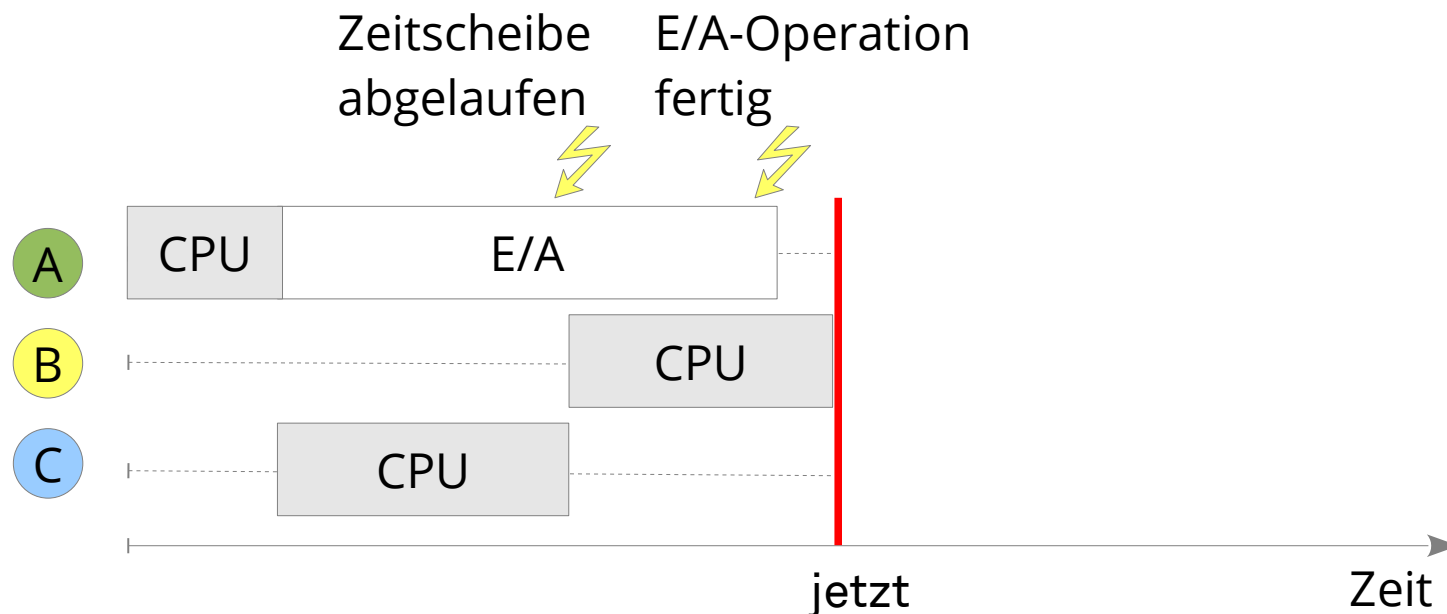 Zeitscheibe
abgelaufen
E/A-Operation
fertig
A
CPU
E/A
B
CPU
C
CPU
jetzt
Zeit